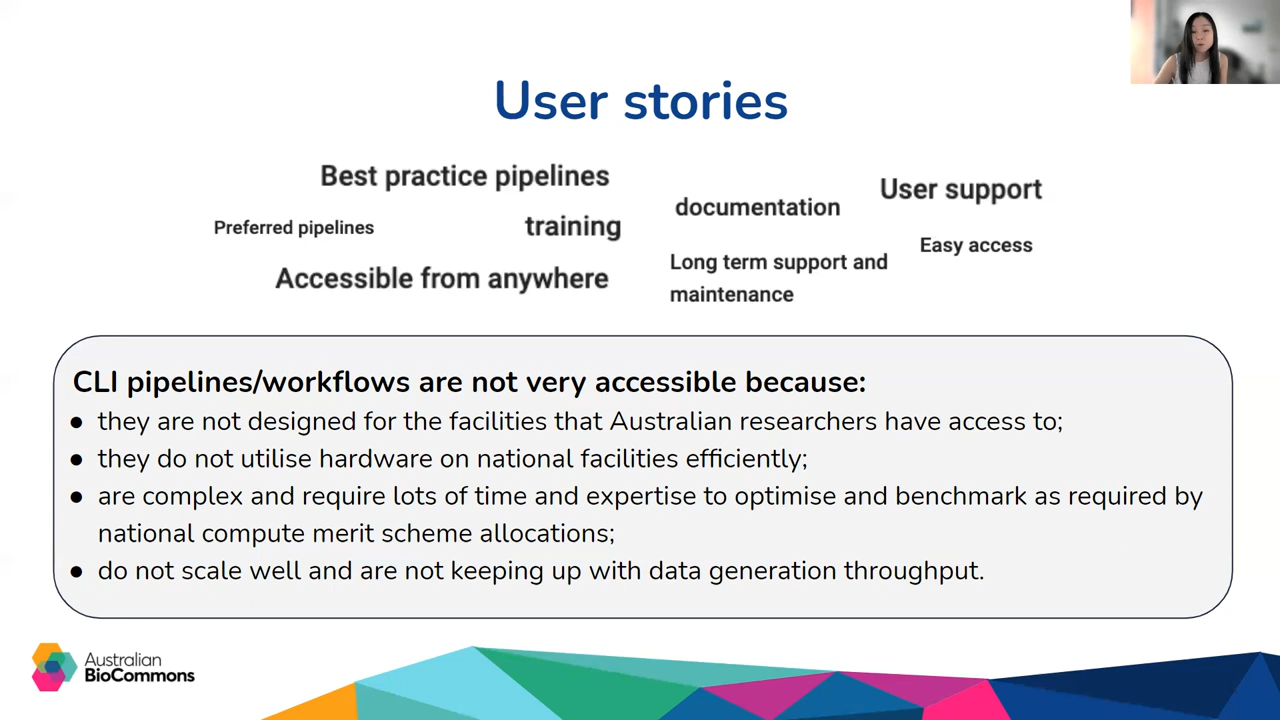 User stories
Best practice pipelines
User support
documentation
Preferred pipelines
training
Easy access
Long term support and
maintenance
Accessible from anywhere
CLI pipelines/workflows are not very accessible because:
● they are not designed for the facilities that Australian researchers have access to;
● they do not utilise hardware on national facilities efficiently;
● are complex and require lots of time and expertise to optimise and benchmark as required by
national compute merit scheme allocations;
● do not scale well and are not keeping up with data generation throughput.
Australian
BioCommons